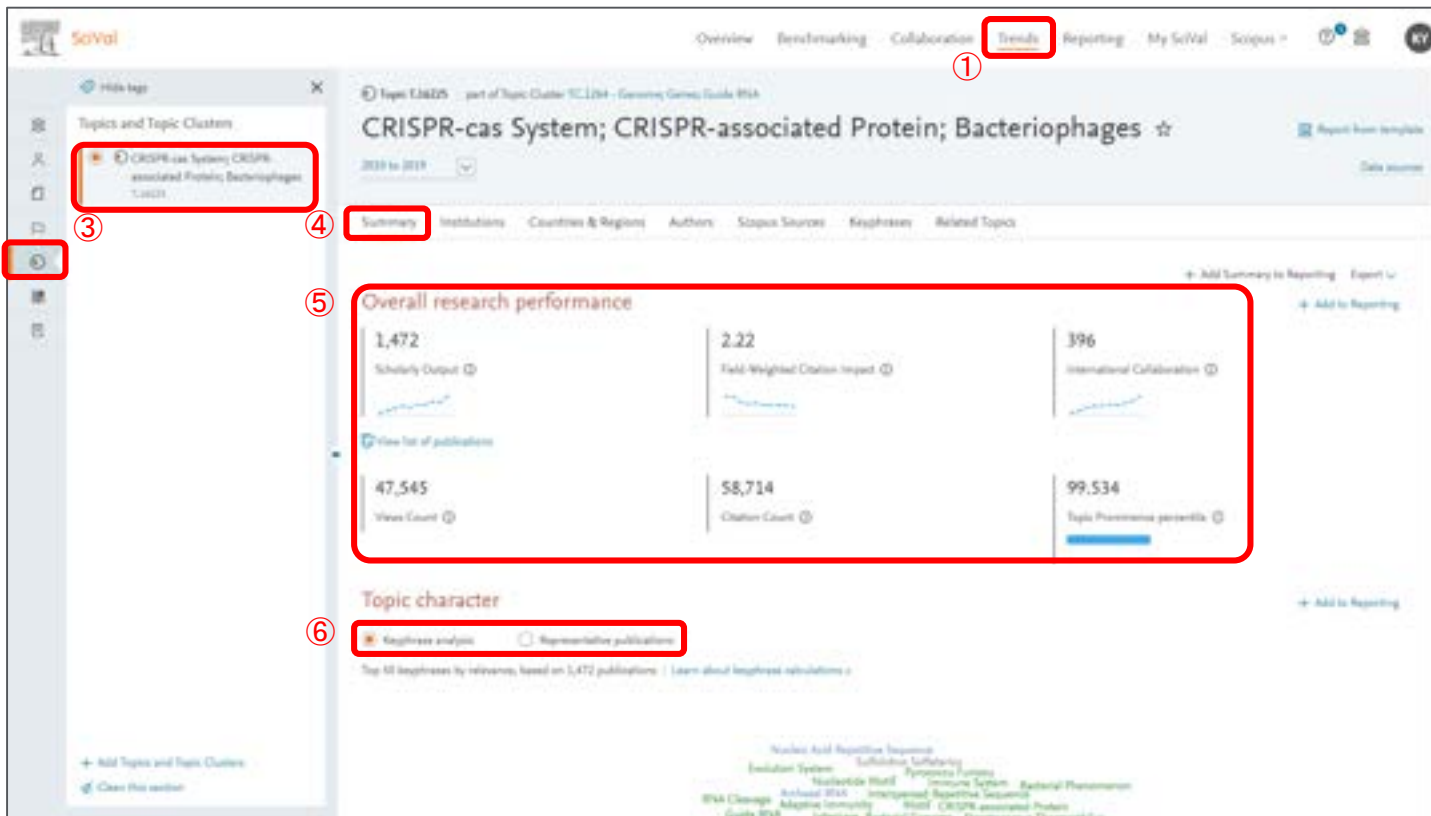 SciVal
Overview Benchmarking Collaboration Trends Reporting My SciVal Scopus
①
KY
Hide tags
Topics and Topic Clusters
CRISPR-cas System; CRISPR-
associated Protein; Bacteriophages
③
part of Topic Cluster
CRISPR-cas System; CRISPR-associated Protein; Bacteriophages
Report from template
2010 to 2019
Data sources
④
Summary Institutions Countries & Regions Authors Scopus Sources Keyphrases Related Topics
+ Add Summary to Reporting Export
⑤
Overall research performance
+ Add to Reporting
1,472
Scholarly Output
2.22
Field-Weighted Citation Impact
396
International Collaboration
View list of publications
47,545
Views Count
58,714
Citation Count
99.534
Topic Prominence percentile
Topic character
+ Add to Reporting
⑥
Keyphrase analysis Representative publications
Top 50 keyphrases by relevance, based on 1,472 publications | Learn about keyphrase calculations
Nucleic Acid Repetitive Sequence
Evolution System
Nucleotide Motif Immune System Bacterial Phenomenon
Archaeal RNA Interspersed Repetitive Sequence
RNA Cleavage Adaptive Immunity Motif CRISPR associated Protein
Guide RNA
+ Add Topics and Topic Clusters
Clean this section